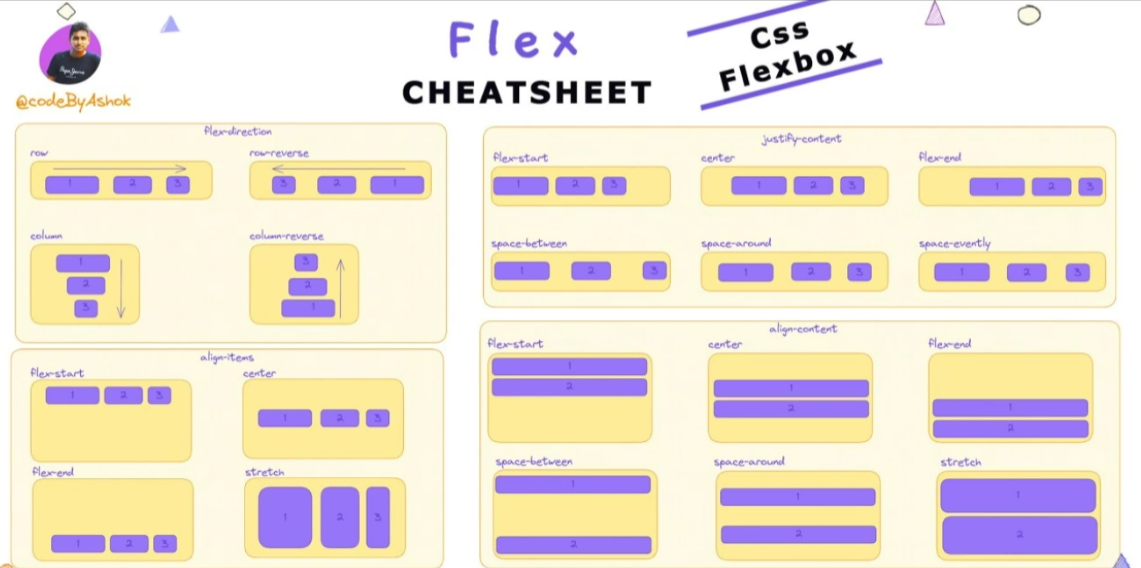 Flex
CHEATSHEET
Css
Flexbox
@codeByAshok
flex-direction
row
1 2 3
row-reverse
3 2 1
column
1
2
3
column-reverse
3
2
1
justify-content
flex-start
1 2 3
center
1 2 3
flex-end
1 2 3
space-between
1 2 3
space-around
1 2 3
space-evently
1 2 3
align-items
flex-start
1 2 3
center
1 2 3
flex-end
1 2 3
stretch
1 2 3
align-content
flex-start
1
2
center
1
2
flex-end
1
2
space-between
1
2
space-around
1
2
stretch
1
2